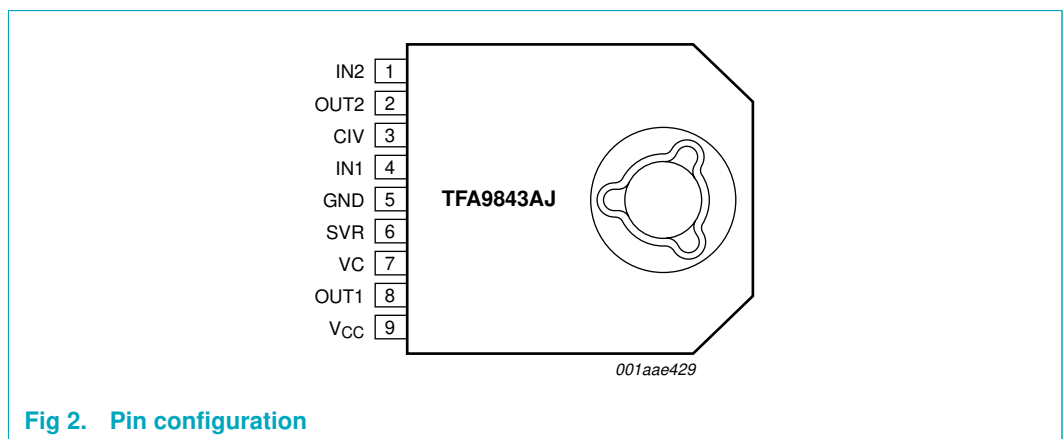 IN2 1
OUT2 2
CIV 3
IN1 4
GND 5
SVR 6
VC 7
OUT1 8
VCC 9
TFA9843AJ
001aae429
Fig 2. Pin configuration